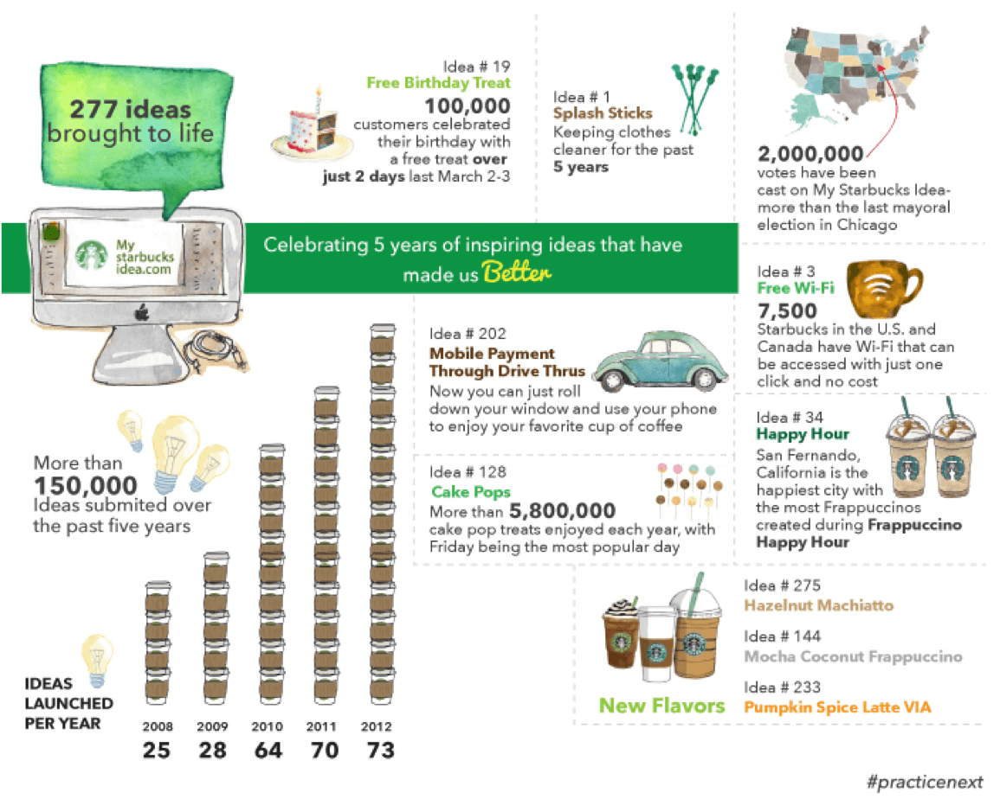 277 ideas
brought to life
My
starbucks
idea.com
Idea # 19
Free Birthday Treat
100,000
customers celebrated
their birthday with
a free treat over
just 2 days last March 2-3
Idea # 1
Splash Sticks
Keeping clothes
cleaner for the past
5 years
2,000,000
votes have been
cast on My Starbucks Idea-
more than the last mayoral
election in Chicago
Celebrating 5 years of inspiring ideas that have
made us Better
Idea # 3
Free Wi-Fi
7,500
Starbucks in the U.S. and
Canada have Wi-Fi that can
be accessed with just one
click and no cost
Idea # 202
Mobile Payment
Through Drive Thrus
Now you can just roll
down your window and use your phone
to enjoy your favorite cup of coffee
Idea # 34
Happy Hour
San Fernando,
California is the
happiest city with
the most Frappuccinos
created during Frappuccino
Happy Hour
Idea # 128
Cake Pops
More than 5,800,000
cake pop treats enjoyed each year, with
Friday being the most popular day
More than
150,000
Ideas submited over
the past five years
IDEAS
LAUNCHED
PER YEAR
2008 2009 2010 2011 2012
25 28 64 70 73
New Flavors
Idea # 275
Hazelnut Machiatto
Idea # 144
Mocha Coconut Frappuccino
Idea # 233
Pumpkin Spice Latte VIA
#practicenext